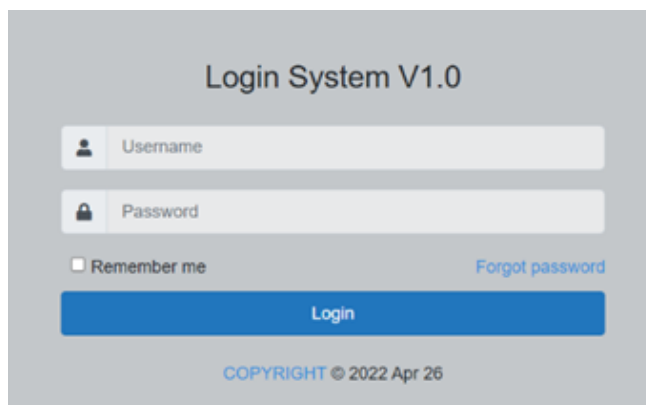 Login System V1.0
Username
Password
Remember me Forgot password
Login
COPYRIGHT © 2022 Apr 26